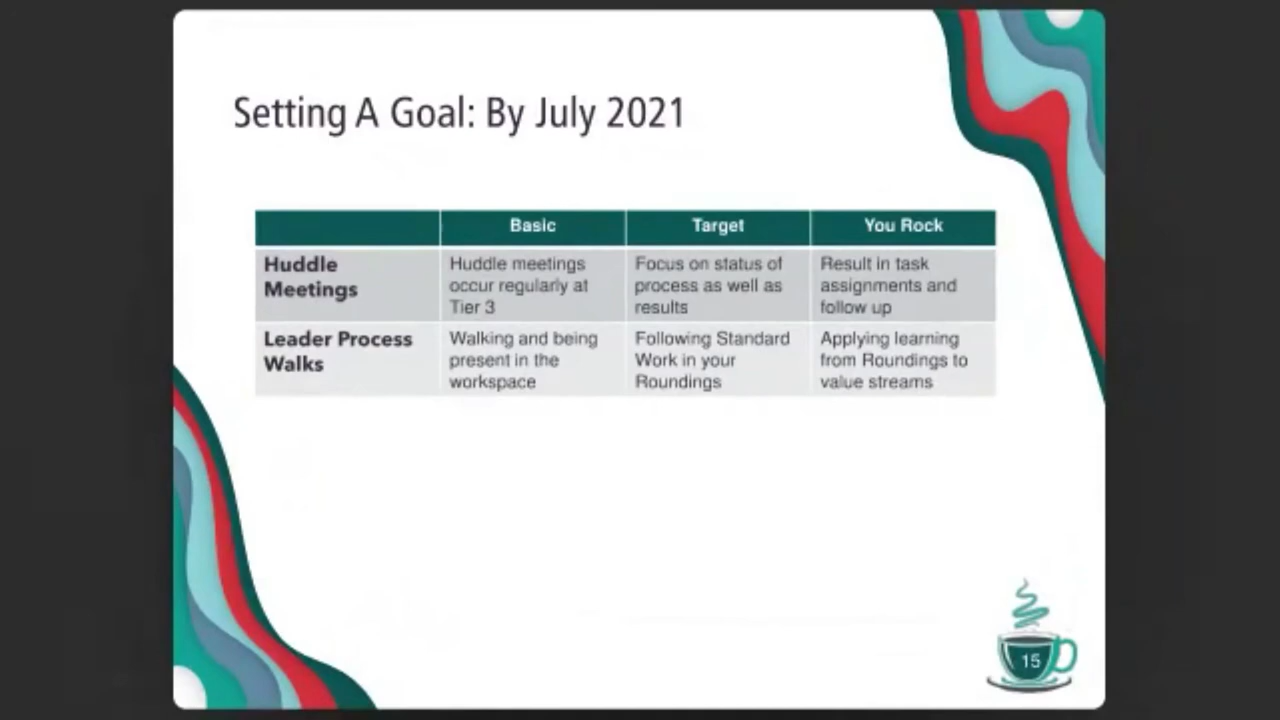 Setting A Goal: By July 2021
Basic
Target
You Rock
Huddle
Meetings
Huddle meetings
occur regularly at
Tier 3
Focus on status of
process as well as
results
Result in task
assignments and
follow up
Leader Process
Walks
Walking and being
present in the
workspace
Following Standard
Work in your
Roundings
Applying learning
from Roundings to
value streams
15